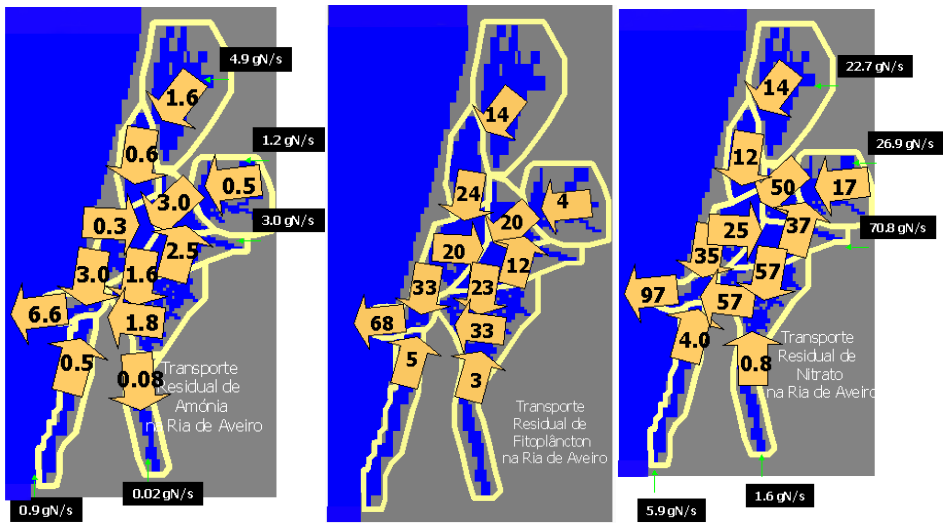 4.9 gN/s
1.6
1.2 gN/s
0.6
0.5
3.0
3.0 gN/s
0.3
2.5
3.0
1.6
6.6
1.8
0.5
0.08
Transporte
Residual de
Amónia
na Ria de Aveiro
0.9 gN/s
0.02 gN/s
14
24
4
20
20
12
33
23
68
33
5
3
Transporte
Residual de
Fitoplâncton
na Ria de Aveiro
22.7 gN/s
14
26.9 gN/s
12
50
17
70.8 gN/s
25
37
35
57
97
57
4.0
0.8
Transporte
Residual de
Nitrato
na Ria de Aveiro
5.9 gN/s
1.6 gN/s